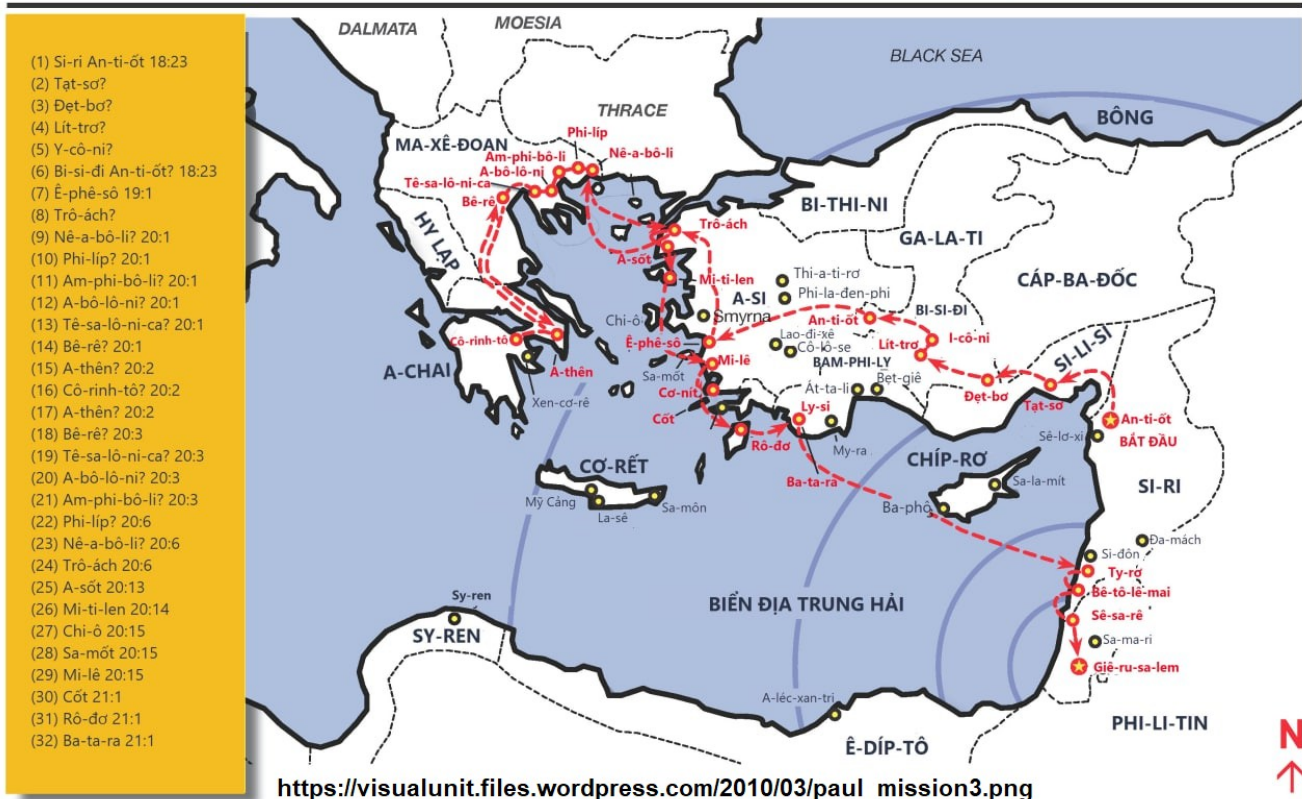 (1) Si-ri An-ti-ốt 18:23
(2) Tạt-sơ?
(3) Đẹt-bơ?
(4) Lít-trơ?
(5) Y-cô-ni?
(6) Bi-si-đi An-ti-ốt? 18:23
(7) Ê-phê-sô 19:1
(8) Trô-ách?
(9) Nê-a-bô-li? 20:1
(10) Phi-líp? 20:1
(11) Am-phi-bô-li? 20:1
(12) A-bô-lô-ni? 20:1
(13) Tê-sa-lô-ni-ca? 20:1
(14) Bê-rê? 20:1
(15) A-thên? 20:2
(16) Cô-rinh-tô? 20:2
(17) A-thên? 20:2
(18) Bê-rê? 20:3
(19) Tê-sa-lô-ni-ca? 20:3
(20) A-bô-lô-ni? 20:3
(21) Am-phi-bô-li? 20:3
(22) Phi-líp? 20:6
(23) Nê-a-bô-li? 20:6
(24) Trô-ách 20:6
(25) A-sốt 20:13
(26) Mi-ti-len 20:14
(27) Chi-ô 20:15
(28) Sa-mốt 20:15
(29) Mi-lê 20:15
(30) Cốt 21:1
(31) Rô-đơ 21:1
(32) Ba-ta-ra 21:1
DALMATA
MOESIA
BLACK SEA
THRACE
BÔNG
Phi-líp
MA-XÊ-ĐOAN
Am-phi-bô-li
Nê-a-bô-li
A-bô-lô-ni
Tê-sa-lô-ni-ca
Bê-rê
BI-THI-NI
HY LẠP
Trô-ách
GA-LA-TI
A-sốt
Mi-ti-len
Thi-a-ti-rơ
CÁP-BA-ĐỐC
A-SI
Phi-la-đen-phi
BI-SI-ĐI
Chi-ô
Smyrna
An-ti-ốt
Lao-đi-xê
I-cô-ni
Cô-rinh-tô
Ê-phê-sô
Cô-lô-se
Lít-trơ
SI-LI-SI
A-CHAI
A-thên
Sa-mốt
Mi-lê
BAM-PHI-LY
Xen-cơ-rê
Cơ-nít
Át-ta-li
Bẹt-giê
Đẹt-bơ
Tạt-sơ
Cốt
Ly-si
An-ti-ốt
Rô-đơ
My-ra
Sê-lơ-xi
BẮT ĐẦU
CƠ-RẾT
Ba-ta-ra
CHÍP-RƠ
Sa-la-mít
SI-RI
Mỹ Cảng
La-sê
Sa-môn
Ba-phô
Si-đôn
Đa-mách
Ty-rơ
Bê-tô-lê-mai
BIỂN ĐỊA TRUNG HẢI
Sê-sa-rê
Sy-ren
SY-REN
Sa-ma-ri
Giê-ru-sa-lem
A-léc-xan-tri
PHI-LI-TIN
Ê-DÍP-TÔ
N
https://visualunit.files.wordpress.com/2010/03/paul_mission3.png